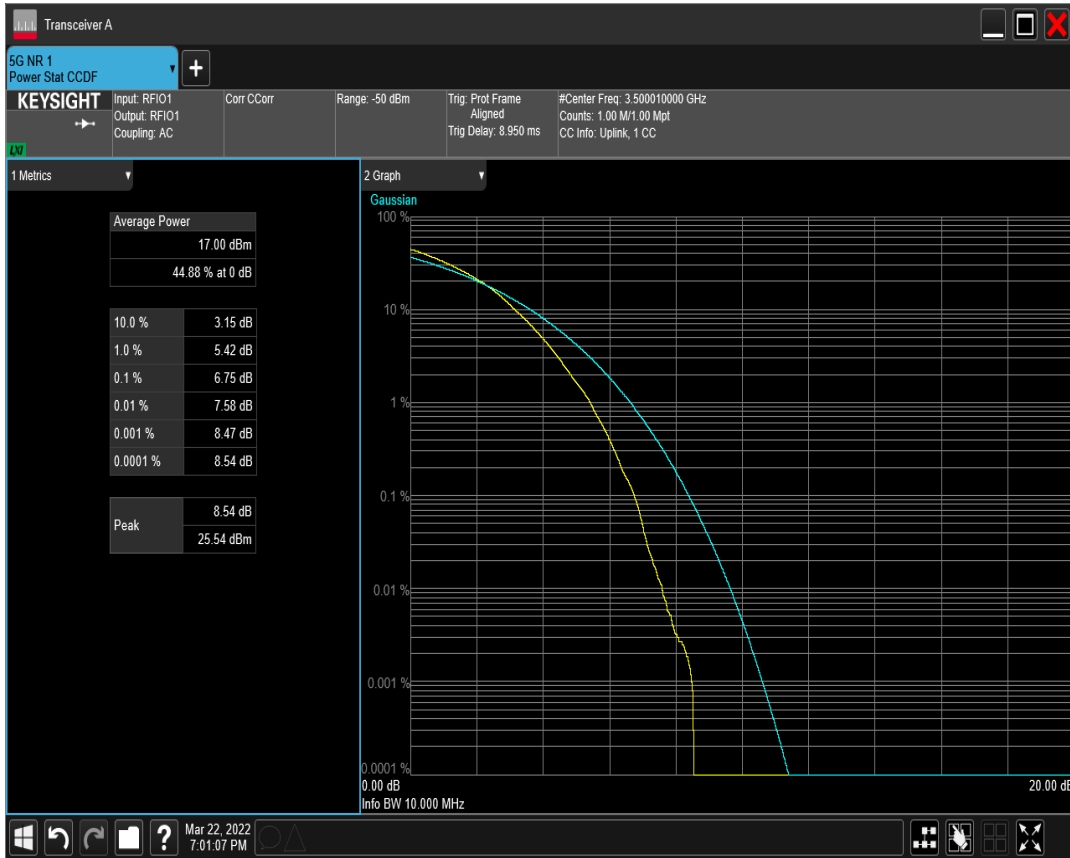 Transceiver A
5G NR 1
Power Stat CCDF
KEYSIGHT
LXI
Input: RFIO1
Output: RFIO1
Coupling: AC
Corr CCorr
Range: -50 dBm
Trig: Prot Frame
Aligned
Trig Delay: 8.950 ms
#Center Freq: 3.500010000 GHz
Counts: 1.00 M/1.00 Mpt
CC Info: Uplink, 1 CC
1 Metrics
Average Power
17.00 dBm
44.88 % at 0 dB
10.0 % 3.15 dB
1.0 % 5.42 dB
0.1 % 6.75 dB
0.01 % 7.58 dB
0.001 % 8.47 dB
0.0001 % 8.54 dB
Peak 8.54 dB
25.54 dBm
2 Graph
Gaussian
100 %
10 %
1 %
0.1 %
0.01 %
0.001 %
0.0001 %
0.00 dB 20.00 dB
Info BW 10.000 MHz
Mar 22, 2022
7:01:07 PM